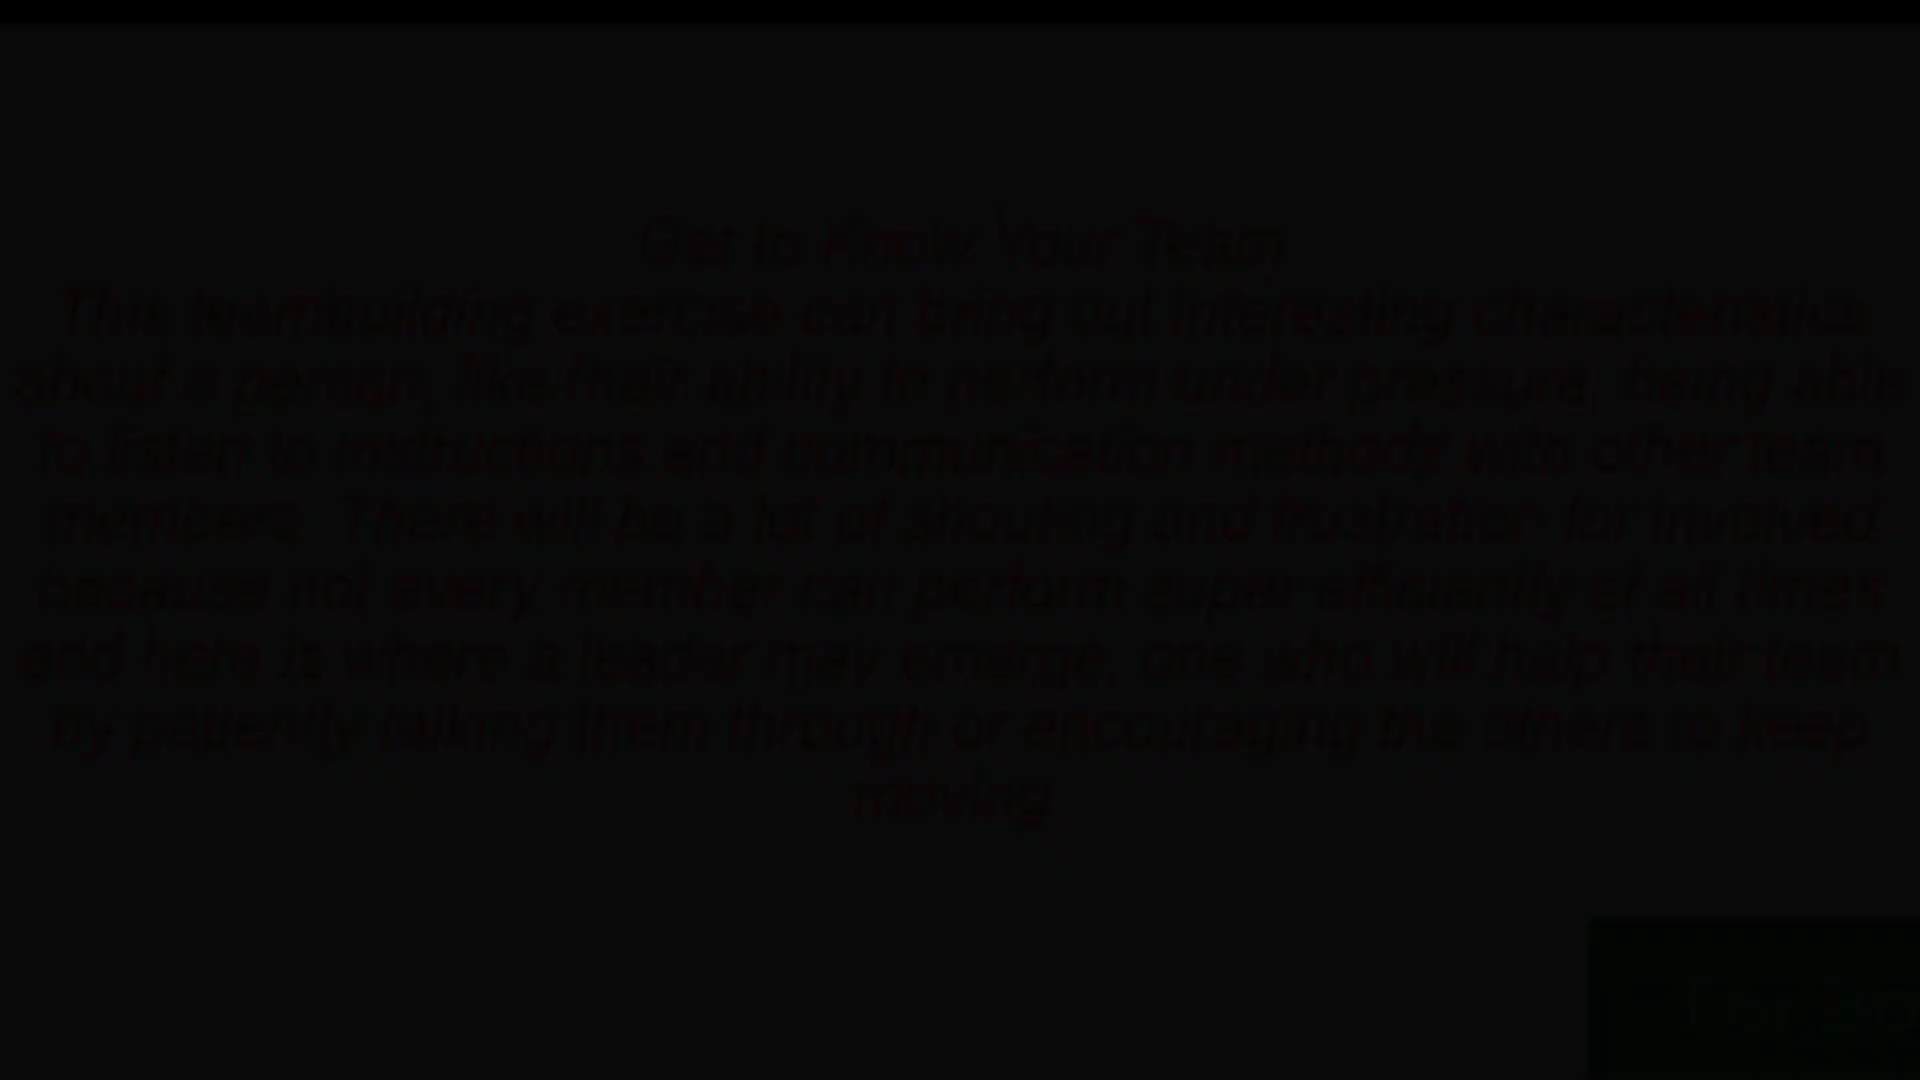 Get to Know Your Team
This teambuilding exercise can bring out interesting characteristics
about a person, like their ability to perform under pressure, being able
to listen to instructions and communication methods with other team
members. There will be a lot of shouting and frustration for involved
because not every member can perform super efficiently at all times
and here is where a leader may emerge, one who will help their team
by patiently talking them through or encouraging the others to keep
moving